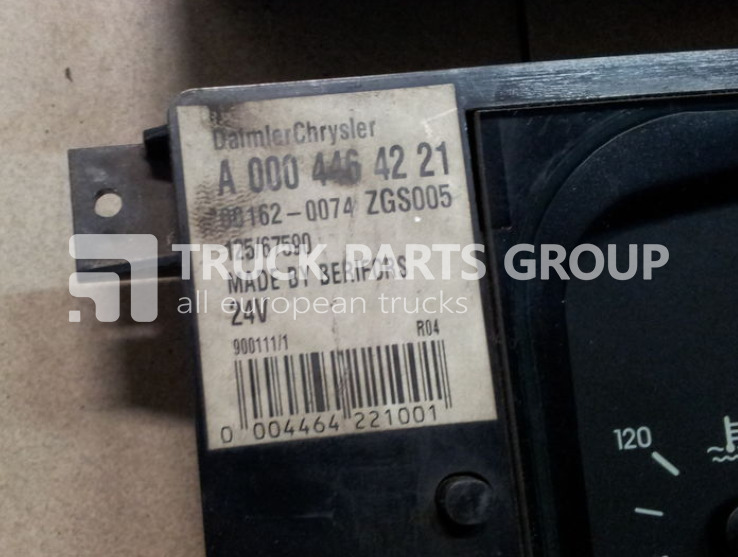 DaimlerChrysler
A 000 446 42 21
00162-0074 ZGS005
125/67590
TRUCK PARTS GROUP
MADE BY
all european trucks
24V
900111/1 R04
0 004464 221001
120